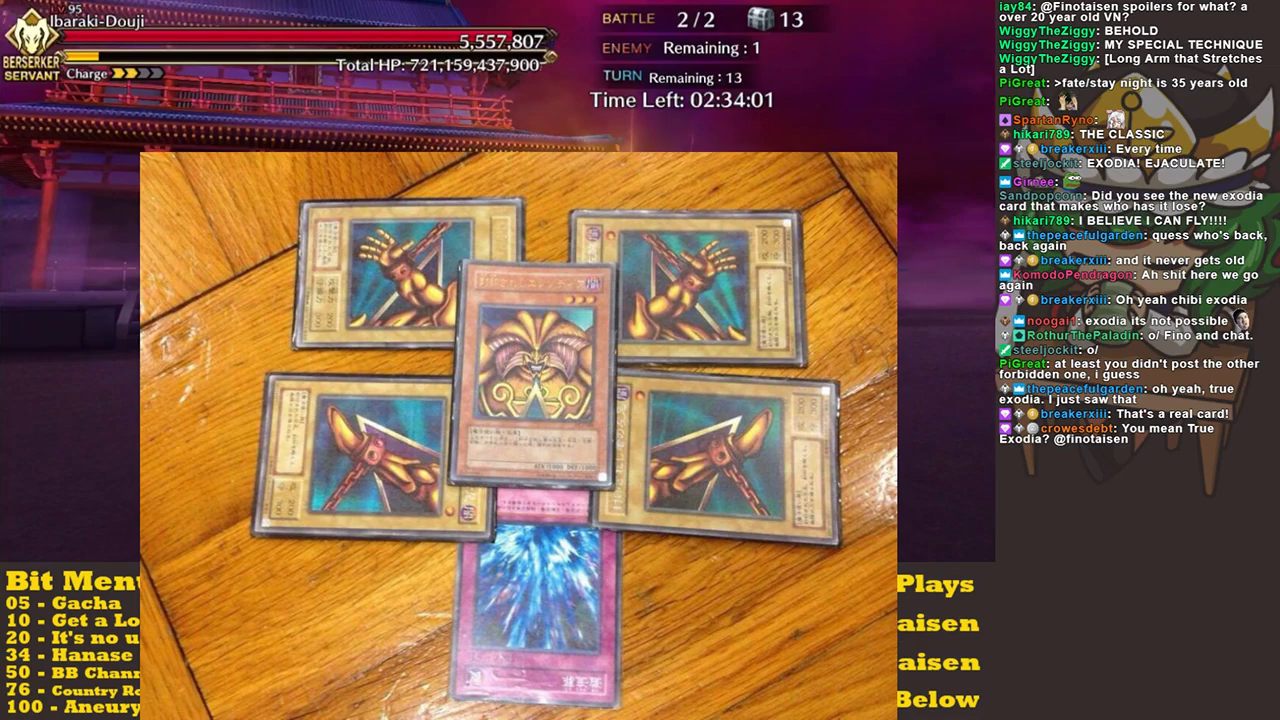 Lv 95
Ibaraki-Douji
5,557,807
Total HP: 721,159,437,900
BERSERKER
SERVANT
Charge
BATTLE 2/2 13
ENEMY Remaining : 1
TURN Remaining : 13
Time Left: 02:34:01
iay84: @Finotaisen spoilers for what? a
over 20 year old VN?
WiggyTheZiggy: BEHOLD
WiggyTheZiggy: MY SPECIAL TECHNIQUE
WiggyTheZiggy: [Long Arm that Stretches
a Lot]
PiGreat: >fate/stay night is 35 years old
PiGreat:
SpartanRyno:
hikari789: THE CLASSIC
breakerxiii: Every time
steeljockit: EXODIA! EJACULATE!
Girnee:
Sandpopcorn: Did you see the new exodia
card that makes who has it lose?
hikari789: I BELIEVE I CAN FLY!!!!
thepeacefulgarden: quess who's back,
back again
breakerxiii: and it never gets old
KomodoPendragon: Ah shit here we go
again
breakerxiii: Oh yeah chibi exodia
noogai1: exodia its not possible
RothurThePaladin: o/ Fino and chat.
steeljockit: o/
PiGreat: at least you didn't post the other
forbidden one, i guess
thepeacefulgarden: oh yeah, true
exodia. I just saw that
breakerxiii: That's a real card!
crowesdebt: You mean True
Exodia? @finotaisen
Bit Menu
05 - Gacha
10 - Get a Lo
20 - It's no u
34 - Hanase
50 - BB Chann
76 - Country Ro
100 - Aneury
Plays
aisen
aisen
Below